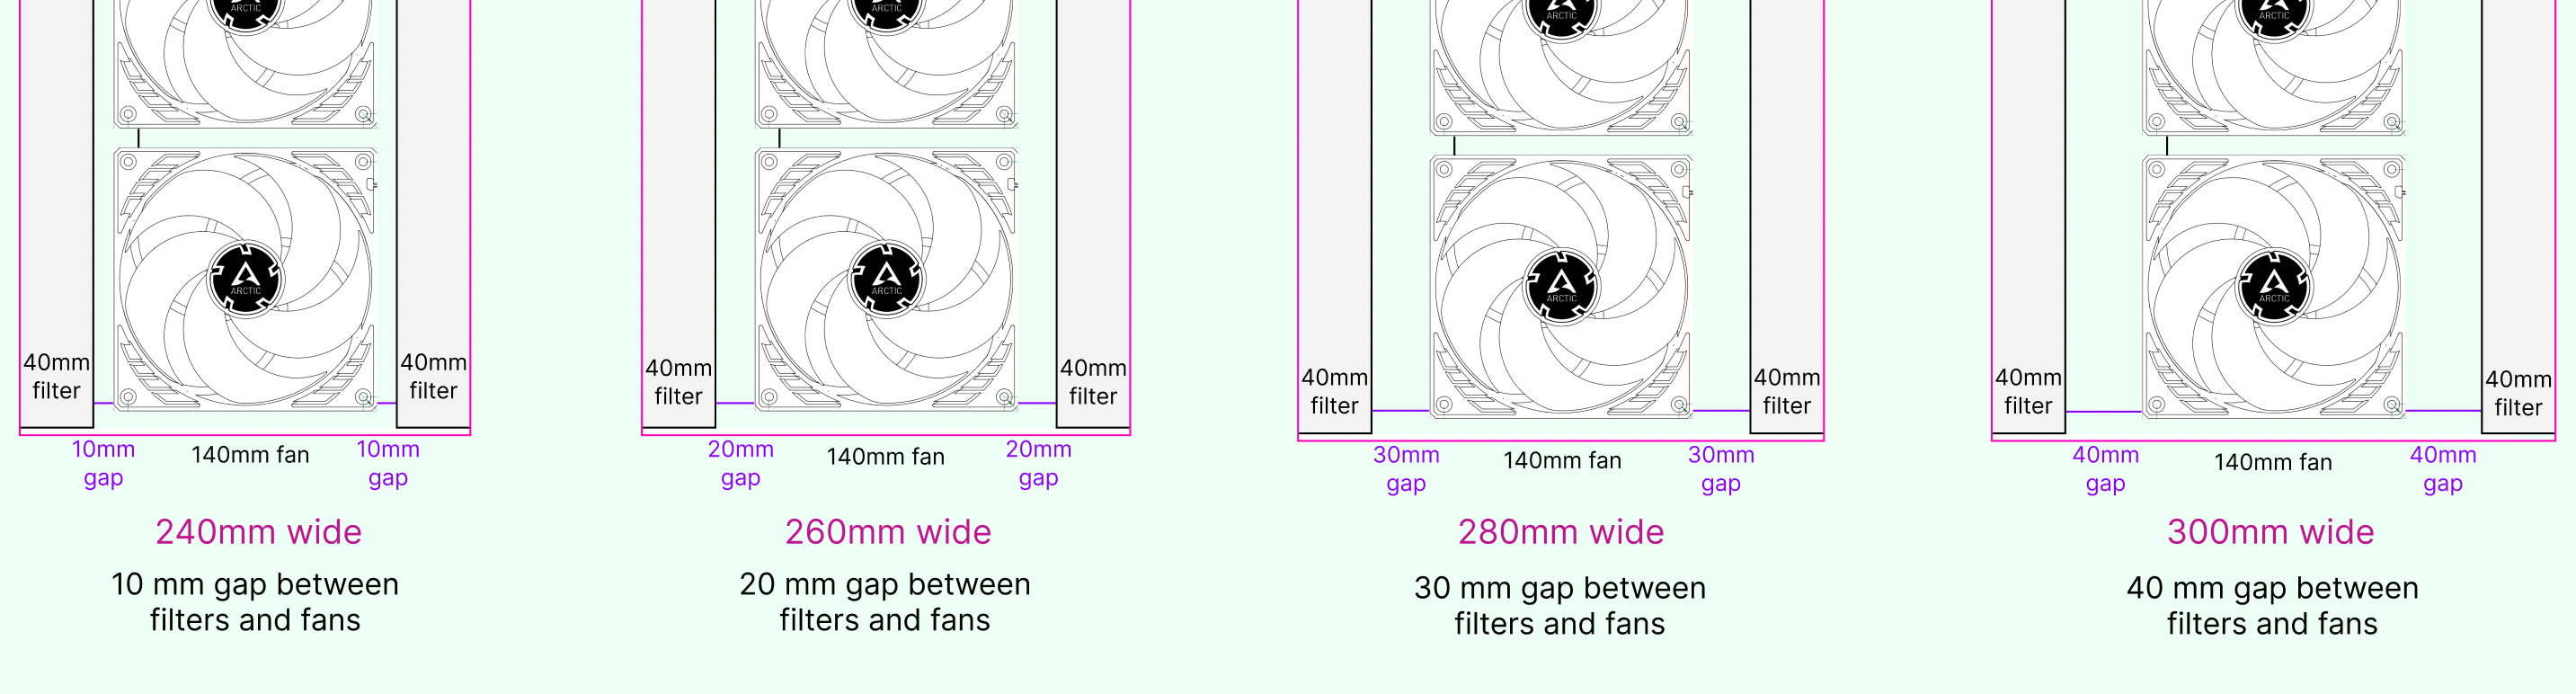 ARCTIC
ARCTIC
40mm
filter
40mm
filter
10mm
gap
140mm fan
10mm
gap
240mm wide
10 mm gap between
filters and fans
ARCTIC
ARCTIC
40mm
filter
40mm
filter
20mm
gap
140mm fan
20mm
gap
260mm wide
20 mm gap between
filters and fans
ARCTIC
ARCTIC
40mm
filter
40mm
filter
30mm
gap
140mm fan
30mm
gap
280mm wide
30 mm gap between
filters and fans
ARCTIC
ARCTIC
40mm
filter
40mm
filter
40mm
gap
140mm fan
40mm
gap
300mm wide
40 mm gap between
filters and fans